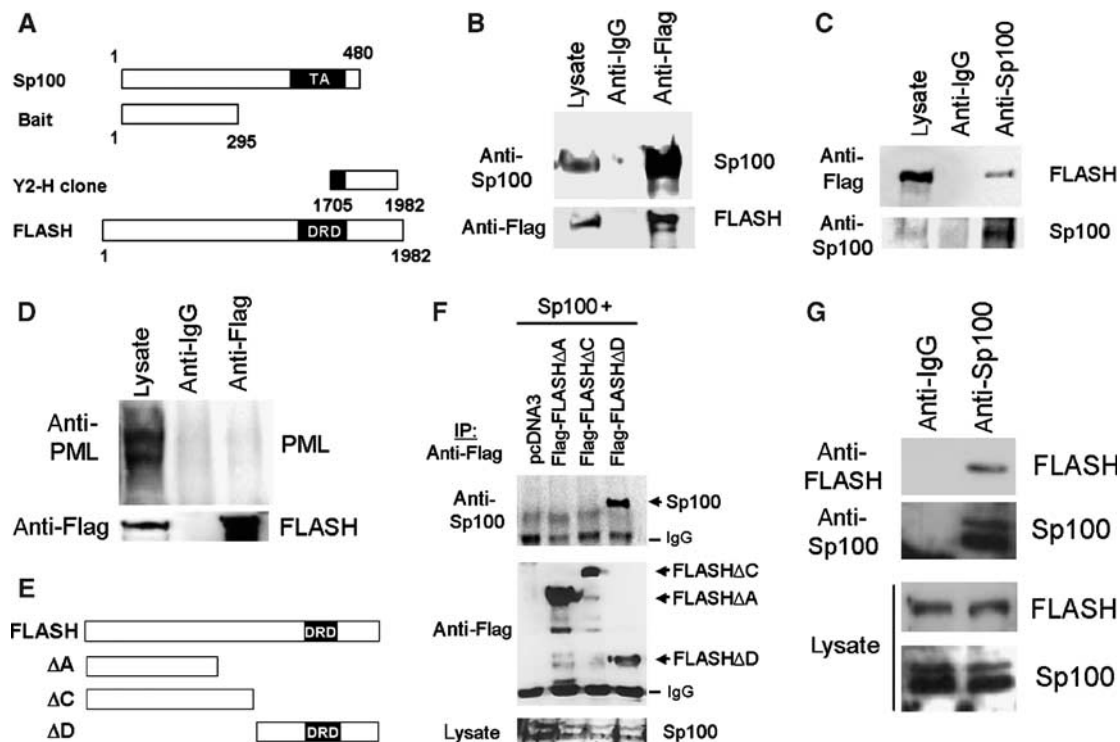 A
1
480
Sp100
TA
Bait
1
295
Y2-H clone
1705
1982
FLASH
DRD
1
1982
B
Lysate
Anti-IgG
Anti-Flag
Anti-
Sp100
Sp100
Anti-Flag
FLASH
C
Lysate
Anti-IgG
Anti-Sp100
Anti-
Flag
FLASH
Anti-
Sp100
Sp100
D
Lysate
Anti-IgG
Anti-Flag
Anti-
PML
PML
Anti-Flag
FLASH
E
FLASH
DRD
ΔA
ΔC
ΔD
DRD
F
Sp100 +
IP:
Anti-Flag
pcDNA3
Flag-FLASHΔA
Flag-FLASHΔC
Flag-FLASHΔD
Anti-
Sp100
Sp100
IgG
FLASHΔC
FLASHΔA
Anti-Flag
FLASHΔD
IgG
Lysate
Sp100
G
Anti-IgG
Anti-Sp100
Anti-
FLASH
FLASH
Anti-
Sp100
Sp100
Lysate
FLASH
Sp100